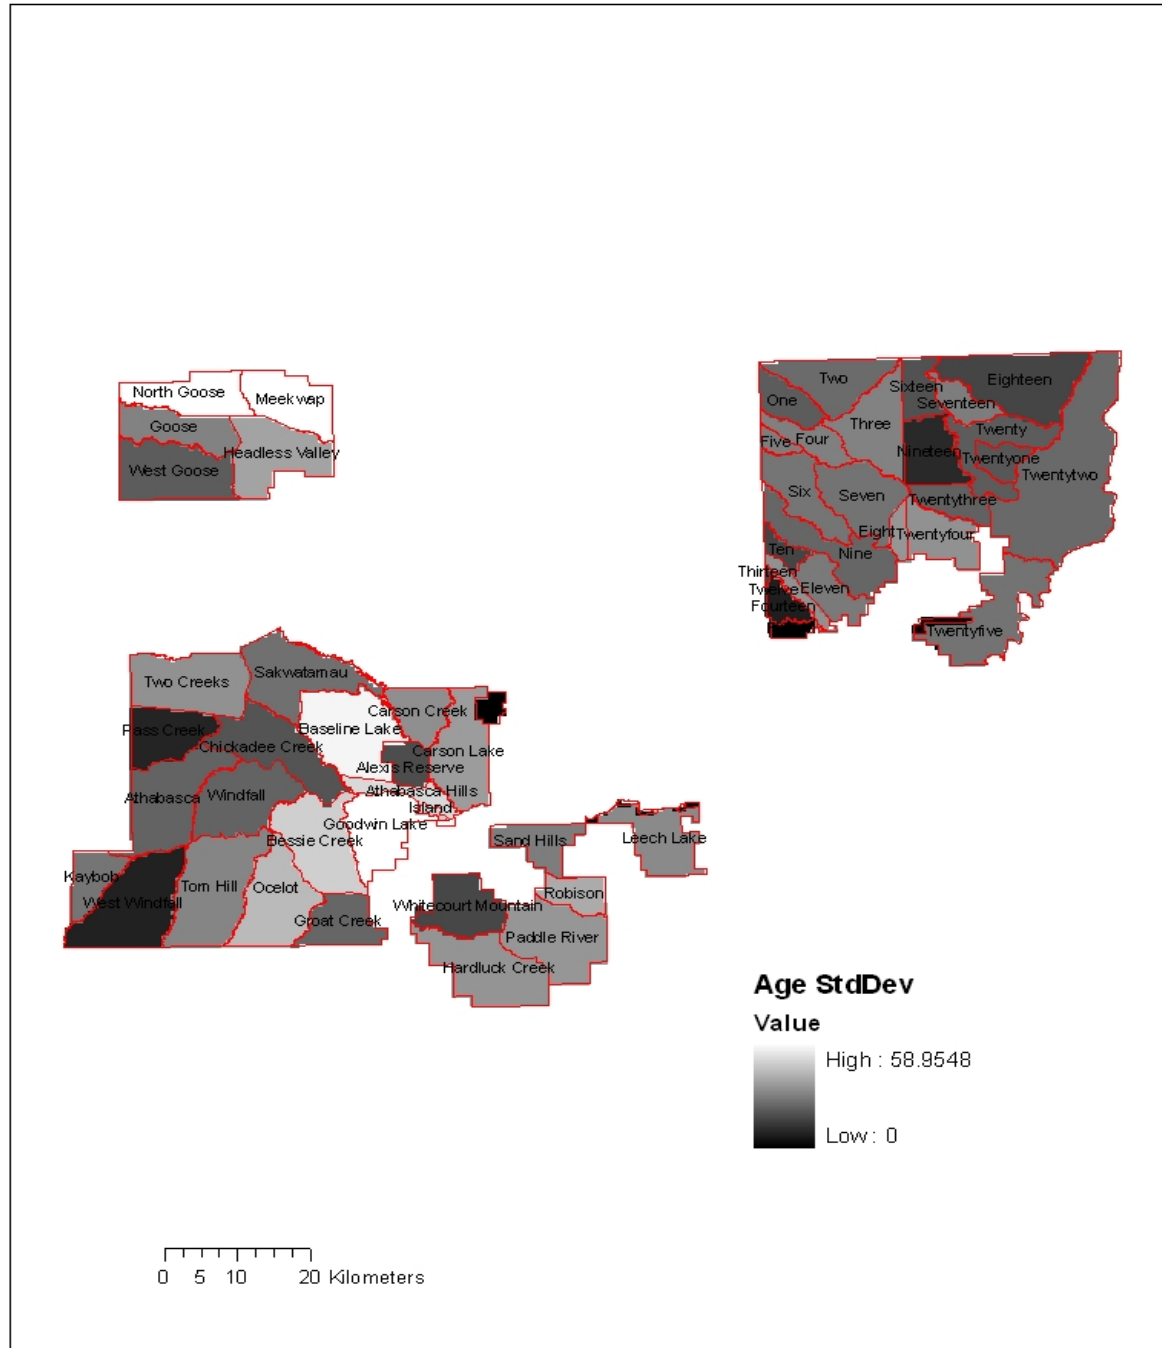 North Goose
Meekwap
Goose
Headless Valley
West Goose
Two
Eighteen
Sixteen
One
Seventeen
Three
Twenty
Five
Four
Nineteen
Twentyone
Twentytwo
Six
Seven
Twentythree
Eight
Twentyfour
Ten
Nine
Thirteen
Twelve
Eleven
Fourteen
Twentyfive
Sakwatamau
Two Creeks
Carson Creek
Pass Creek
Baseline Lake
Chickadee Creek
Carson Lake
Alexis Reserve
Athabasca
Windfall
Athabasca Hills
Island
Goodwin Lake
Bessie Creek
Sand Hills
Leech Lake
Kaybob
Tom Hill
Ocelot
Robison
West Windfall
Whitecourt Mountain
Groat Creek
Paddle River
Hardluck Creek
Age StdDev
Value
High : 58.9548
Low : 0
0 5 10 20 Kilometers